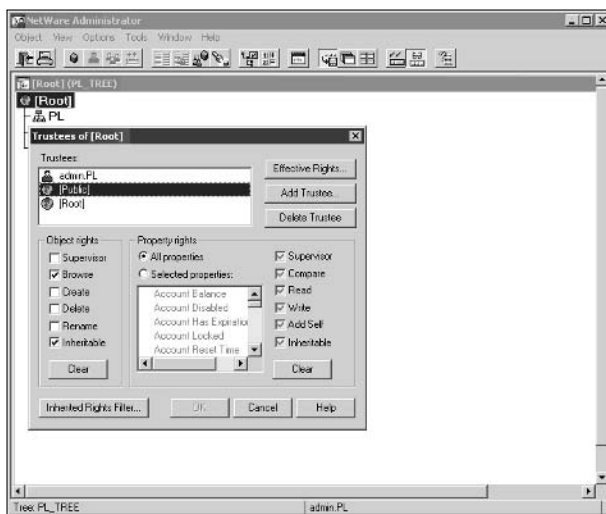 NetWare Administrator
Object View Options Tools Window Help
[Root] (PL_TREE)
[Root]
PL
Trustees of [Root]
Trustees:
admin.PL
[Public]
[Root]
Effective Rights...
Add Trustee...
Delete Trustee
Object rights
Supervisor
Browse
Create
Delete
Rename
Inheritable
Clear
Property rights
All properties
Selected properties:
Account Balance
Account Disabled
Account Has Expiratior
Account Locked
Account Reset Time
Supervisor
Compare
Read
Write
Add Self
Inheritable
Clear
Inherited Rights Filter...
OK
Cancel
Help
Tree: PL_TREE
admin.PL